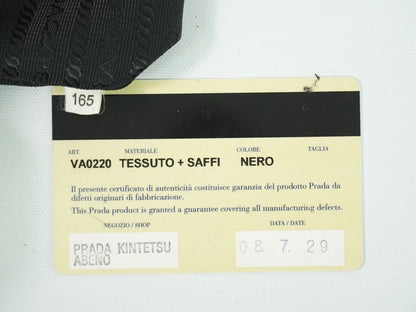 165
ART. MATERIALE COLORE TAGLIA
VA0220 TESSUTO + SAFFI NERO
Il presente certificato di autenticità costituisce garanzia del prodotto Prada da
difetti originari di fabbricazione.
This Prada product is granted a guarantee covering all manufacturing defects.
NEGOZIO / SHOP DATA / DATE
PRADA KINTETSU 08. 7. 29
ABENO